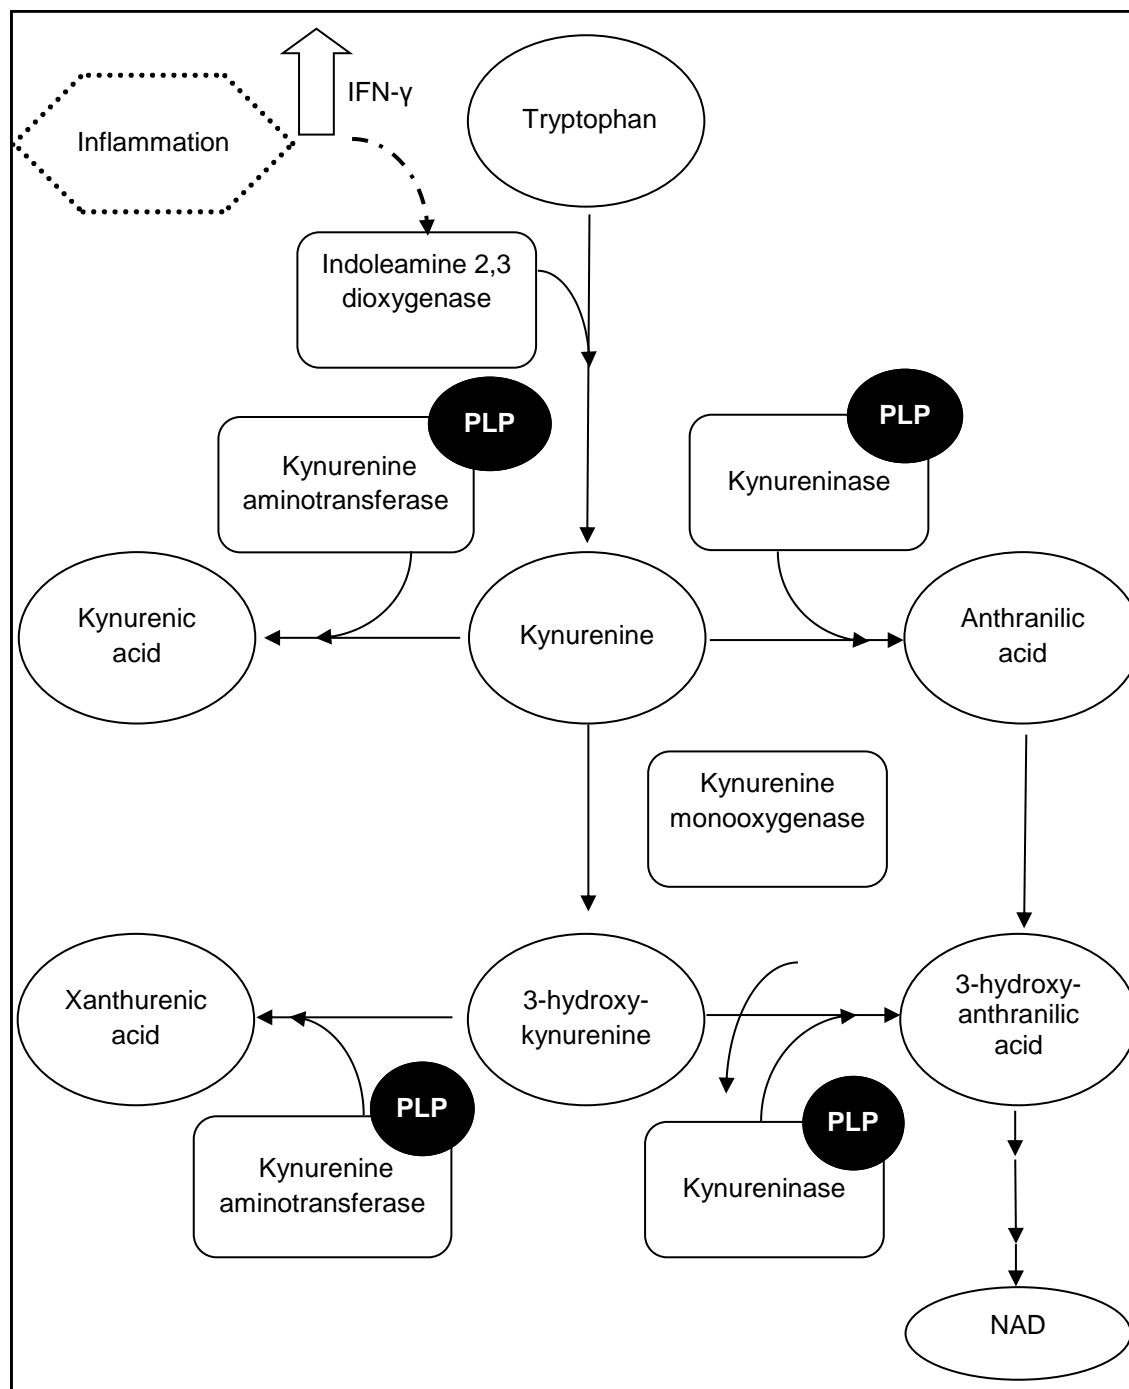 IFN-γ
Inflammation
Tryptophan
Indoleamine 2,3
dioxygenase
PLP
Kynurenine
aminotransferase
PLP
Kynureninase
Kynurenic
acid
Kynurenine
Anthranilic
acid
Kynurenine
monooxygenase
Xanthurenic
acid
3-hydroxy-
kynurenine
3-hydroxy-
anthranilic
acid
PLP
Kynurenine
aminotransferase
PLP
Kynureninase
NAD